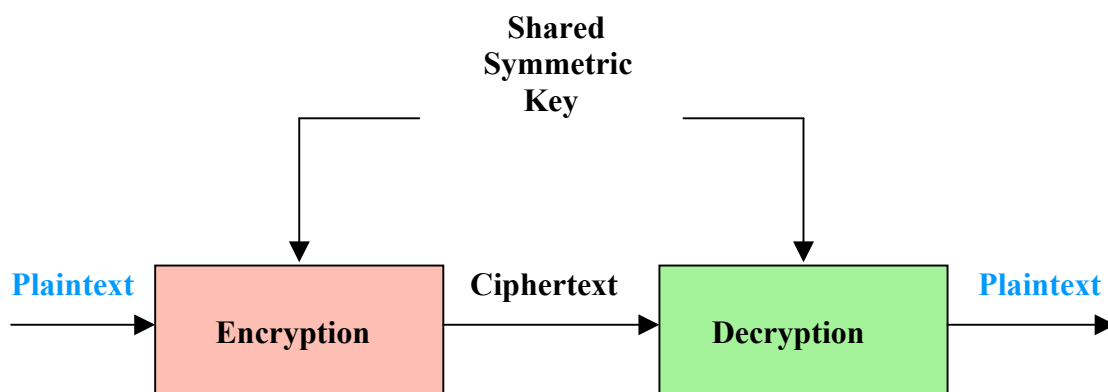 Shared
Symmetric
Key
Plaintext
Ciphertext
Plaintext
Encryption
Decryption